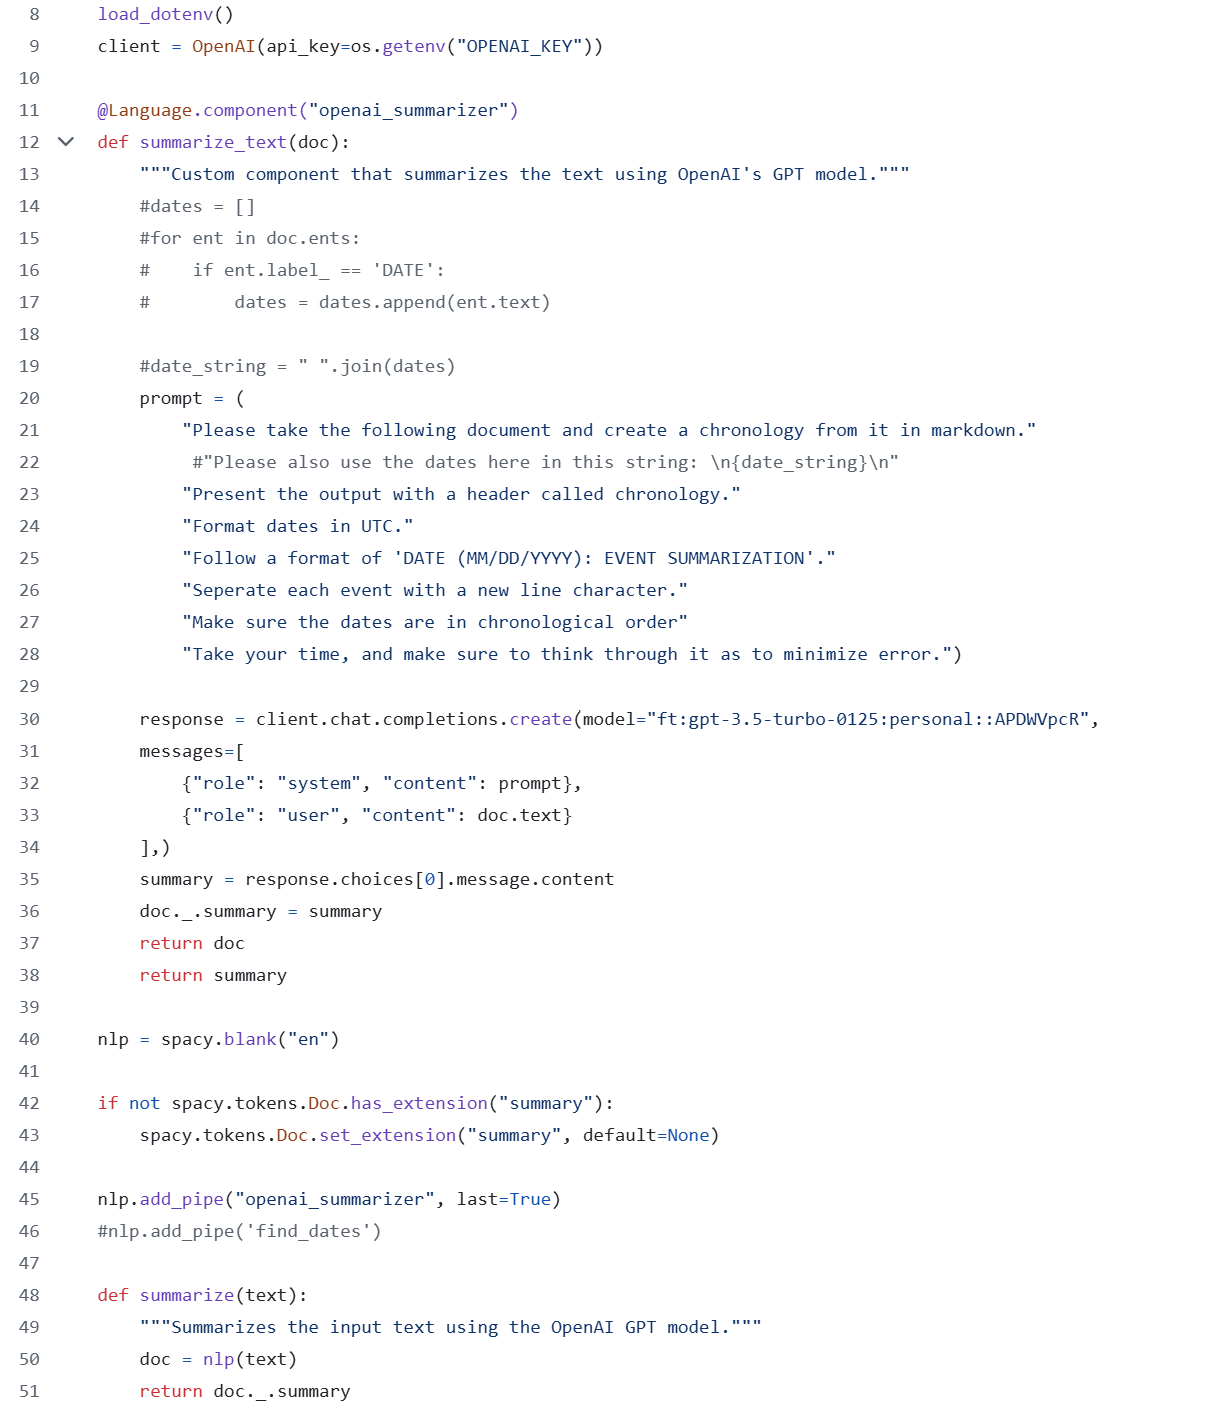 8 load_dotenv()
9 client = OpenAI(api_key=os.getenv("OPENAI_KEY"))
10
11 @Language.component("openai_summarizer")
12 def summarize_text(doc):
13 """Custom component that summarizes the text using OpenAI's GPT model."""
14 #dates = []
15 #for ent in doc.ents:
16 #    if ent.label_ == 'DATE':
17 #        dates = dates.append(ent.text)
18
19 #date_string = " ".join(dates)
20 prompt = (
21 "Please take the following document and create a chronology from it in markdown."
22 #"Please also use the dates here in this string: \n{date_string}\n"
23 "Present the output with a header called chronology."
24 "Format dates in UTC."
25 "Follow a format of 'DATE (MM/DD/YYYY): EVENT SUMMARIZATION'."
26 "Seperate each event with a new line character."
27 "Make sure the dates are in chronological order"
28 "Take your time, and make sure to think through it as to minimize error.")
29
30 response = client.chat.completions.create(model="ft:gpt-3.5-turbo-0125:personal::APDWVpcR",
31 messages=[
32 {"role": "system", "content": prompt},
33 {"role": "user", "content": doc.text}
34 ],)
35 summary = response.choices[0].message.content
36 doc._.summary = summary
37 return doc
38 return summary
39
40 nlp = spacy.blank("en")
41
42 if not spacy.tokens.Doc.has_extension("summary"):
43 spacy.tokens.Doc.set_extension("summary", default=None)
44
45 nlp.add_pipe("openai_summarizer", last=True)
46 #nlp.add_pipe('find_dates')
47
48 def summarize(text):
49 """Summarizes the input text using the OpenAI GPT model."""
50 doc = nlp(text)
51 return doc._.summary